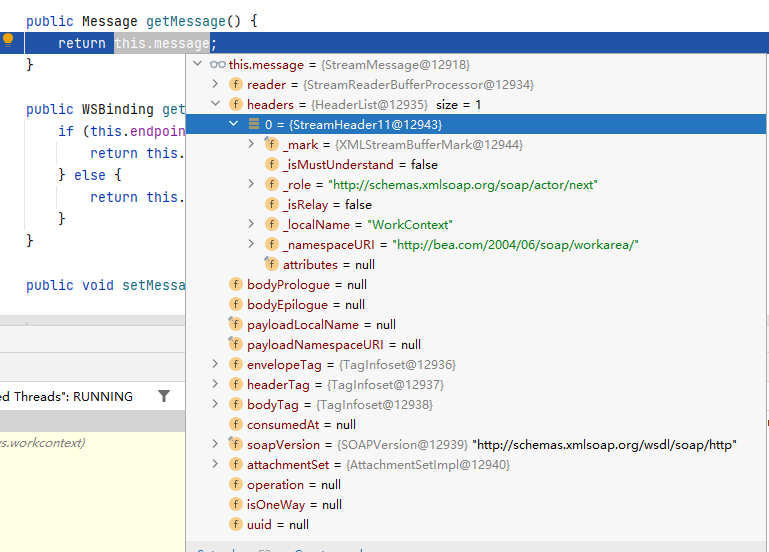 public Message getMessage() {
return this.message;
}
this.message = {StreamMessage@12918}
reader = {StreamReaderBufferProcessor@12934}
headers = {HeaderList@12935} size = 1
public WSBinding get
0 = {StreamHeader11@12943}
if (this.endpoin
_mark = {XMLStreamBufferMark@12944}
return this.
_isMustUnderstand = false
} else {
_role = "http://schemas.xmlsoap.org/soap/actor/next"
return this.
_isRelay = false
}
_localName = "WorkContext"
}
_namespaceURI = "http://bea.com/2004/06/soap/workarea/"
attributes = null
public void setMessa
bodyPrologue = null
bodyEpilogue = null
payloadLocalName = null
payloadNamespaceURI = null
envelopeTag = {TagInfoset@12936}
headerTag = {TagInfoset@12937}
ed Threads": RUNNING
bodyTag = {TagInfoset@12938}
consumedAt = null
s.workcontext)
soapVersion = {SOAPVersion@12939} "http://schemas.xmlsoap.org/wsdl/soap/http"
attachmentSet = {AttachmentSetImpl@12940}
operation = null
isOneWay = null
uuid = null